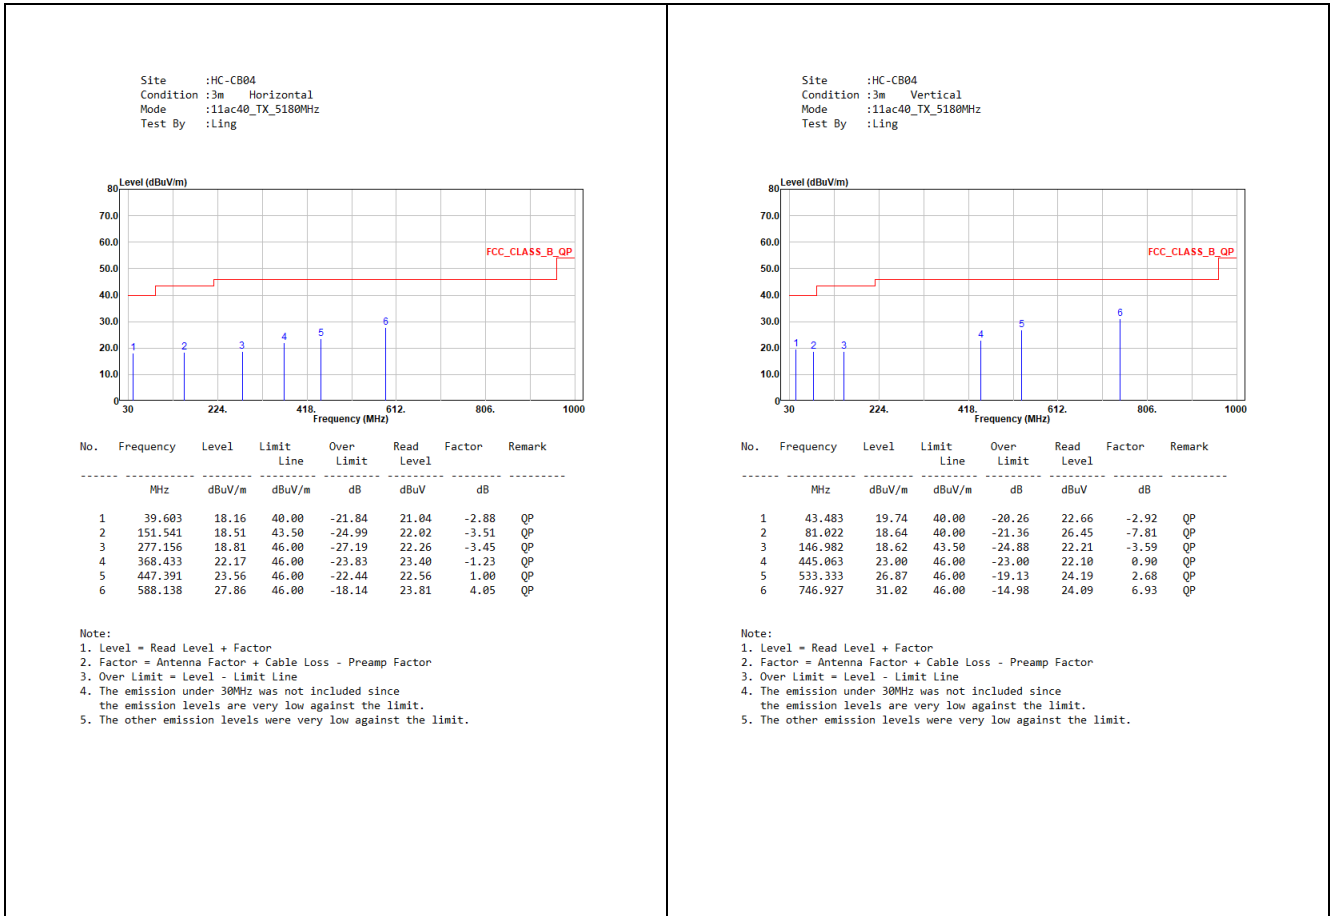 Site      :HC-CB04
Condition :3m    Horizontal
Mode      :11ac40_TX_5180MHz
Test By   :Ling
Level (dBuV/m)
80
70.0
60.0
FCC_CLASS_B_QP
50.0
40.0
30.0
20.0
10.0
0
1
2
3
4
5
6
30 224. 418. 612. 806. 1000
Frequency (MHz)
No. Frequency Level Limit Over Read Factor Remark
Line Limit Level
------ ---------- -------- --------- -------- --------- -------- ---------
MHz dBuV/m dBuV/m dB dBuV dB
1 39.603 18.16 40.00 -21.84 21.04 -2.88 QP
2 151.541 18.51 43.50 -24.99 22.02 -3.51 QP
3 277.156 18.81 46.00 -27.19 22.26 -3.45 QP
4 368.433 22.17 46.00 -23.83 23.40 -1.23 QP
5 447.391 23.56 46.00 -22.44 22.56 1.00 QP
6 588.138 27.86 46.00 -18.14 23.81 4.05 QP
Note:
1. Level = Read Level + Factor
2. Factor = Antenna Factor + Cable Loss - Preamp Factor
3. Over Limit = Level - Limit Line
4. The emission under 30MHz was not included since
the emission levels are very low against the limit.
5. The other emission levels were very low against the limit.
Site      :HC-CB04
Condition :3m    Vertical
Mode      :11ac40_TX_5180MHz
Test By   :Ling
Level (dBuV/m)
80
70.0
60.0
FCC_CLASS_B_QP
50.0
40.0
30.0
20.0
10.0
0
1
2
3
4
5
6
30 224. 418. 612. 806. 1000
Frequency (MHz)
No. Frequency Level Limit Over Read Factor Remark
Line Limit Level
------ ---------- -------- --------- -------- --------- -------- ---------
MHz dBuV/m dBuV/m dB dBuV dB
1 43.483 19.74 40.00 -20.26 22.66 -2.92 QP
2 81.022 18.64 40.00 -21.36 26.45 -7.81 QP
3 146.982 18.62 43.50 -24.88 22.21 -3.59 QP
4 445.063 23.00 46.00 -23.00 22.10 0.90 QP
5 533.333 26.87 46.00 -19.13 24.19 2.68 QP
6 746.927 31.02 46.00 -14.98 24.09 6.93 QP
Note:
1. Level = Read Level + Factor
2. Factor = Antenna Factor + Cable Loss - Preamp Factor
3. Over Limit = Level - Limit Line
4. The emission under 30MHz was not included since
the emission levels are very low against the limit.
5. The other emission levels were very low against the limit.